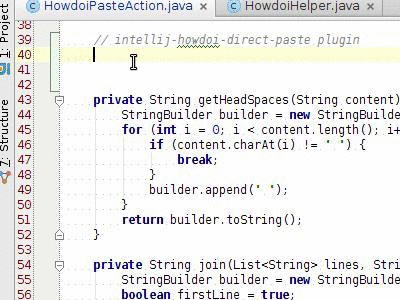 HowdoiPasteAction.java
HowdoiHelper.java
1: Project
7: Structure
38
39 // intellij-howdoi-direct-paste plugin
40
41
42
43 private String getHeadSpaces(String content)
44 StringBuilder builder = new StringBuilde
45 for (int i = 0; i < content.length(); i+
46 if (content.charAt(i) != ' ') {
47 break;
48 }
49 builder.append(' ');
50 }
51 return builder.toString();
52 }
53
54 private String join(List<String> lines, Str
55 StringBuilder builder = new StringBuilde
56 boolean firstLine = true;